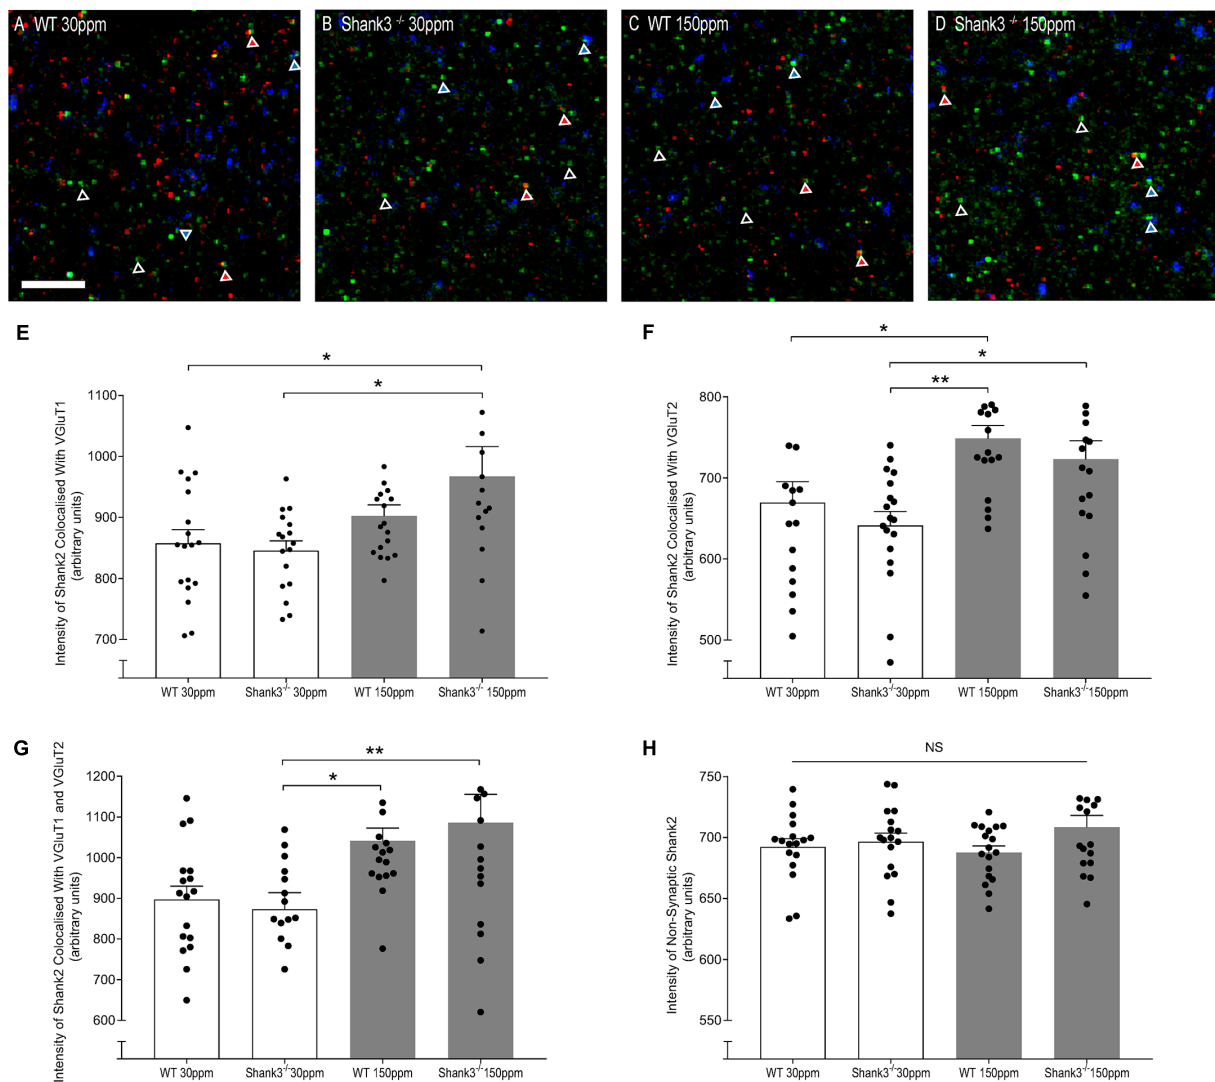 A WT 30ppm
B Shank3 -/- 30ppm
C WT 150ppm
D Shank3 -/- 150ppm
E
*
*
Intensity of Shank2 Colocalised With VGluT1
(arbitrary units)
1100
1000
900
800
700
WT 30ppm
Shank3-/- 30ppm
WT 150ppm
Shank3-/- 150ppm
F
*
*
**
Intensity of Shank2 Colocalised With VGluT2
(arbitrary units)
800
700
600
500
WT 30ppm
Shank3-/-30ppm
WT 150ppm
Shank3-/-150ppm
G
**
*
Intensity of Shank2 Colocalised With VGluT1 and VGluT2
(arbitrary units)
1200
1100
1000
900
800
700
600
WT 30ppm
Shank3-/-30ppm
WT 150ppm
Shank3-/-150ppm
H
NS
Intensity of Non-Synaptic Shank2
(arbitrary units)
750
700
650
600
550
WT 30ppm
Shank3-/-30ppm
WT 150ppm
Shank3-/-150ppm